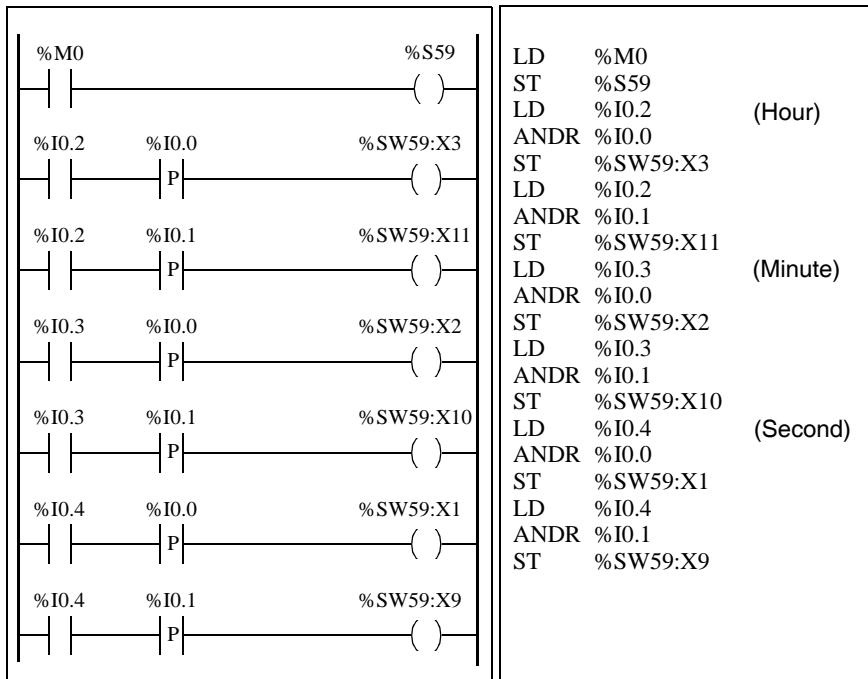 %M0 %S59
%I0.2 %I0.0 %SW59:X3
P
%I0.2 %I0.1 %SW59:X11
P
%I0.3 %I0.0 %SW59:X2
P
%I0.3 %I0.1 %SW59:X10
P
%I0.4 %I0.0 %SW59:X1
P
%I0.4 %I0.1 %SW59:X9
P
LD %M0
ST %S59
LD %I0.2 (Hour)
ANDR %I0.0
ST %SW59:X3
LD %I0.2
ANDR %I0.1
ST %SW59:X11
LD %I0.3 (Minute)
ANDR %I0.0
ST %SW59:X2
LD %I0.3
ANDR %I0.1
ST %SW59:X10
LD %I0.4 (Second)
ANDR %I0.0
ST %SW59:X1
LD %I0.4
ANDR %I0.1
ST %SW59:X9